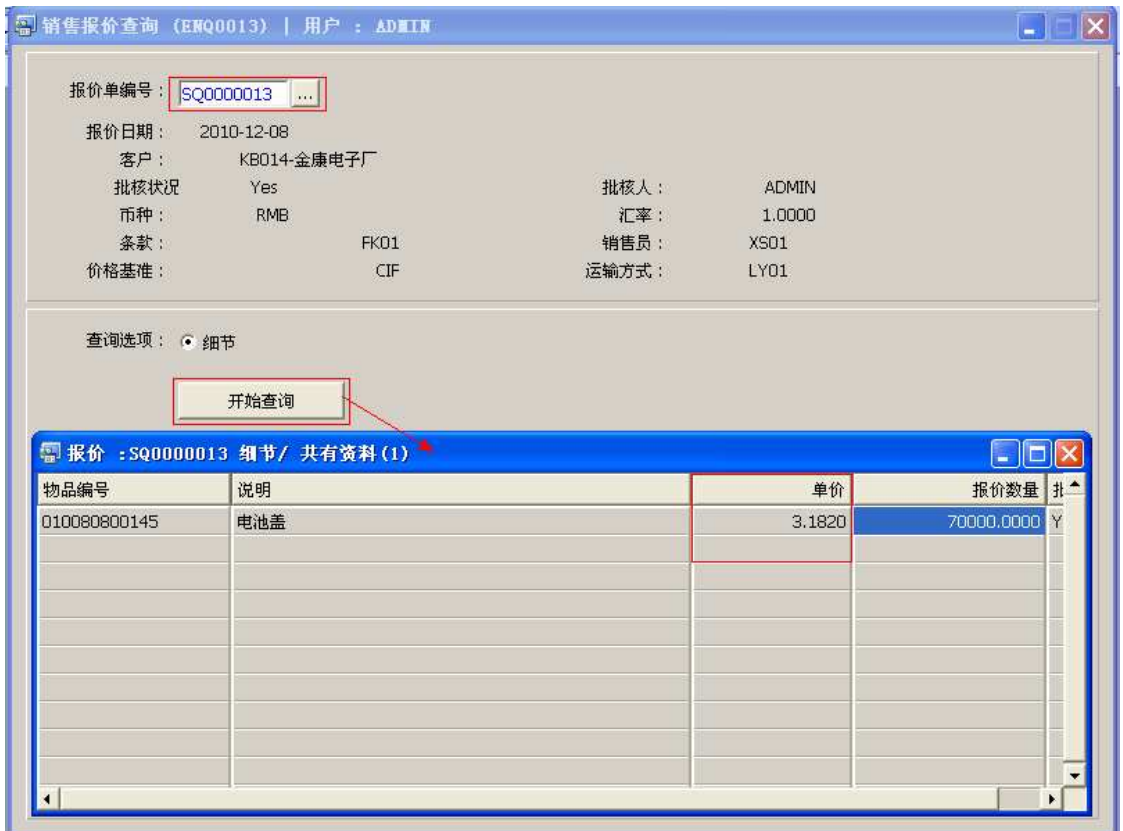 销售报价查询 (ENQ0013) | 用户 : ADMIN
报价单编号： SQ0000013 ...
报价日期： 2010-12-08
客户： KB014-金康电子厂
批核状况 Yes 批核人： ADMIN
币种： RMB 汇率： 1.0000
条款： FK01 销售员： XS01
价格基准： CIF 运输方式： LY01
查询选项： 细节
开始查询
报价 :SQ0000013 细节/ 共有资料(1)
物品编号 说明 单价 报价数量
010080800145 电池盖 3.1820 70000.0000 Y